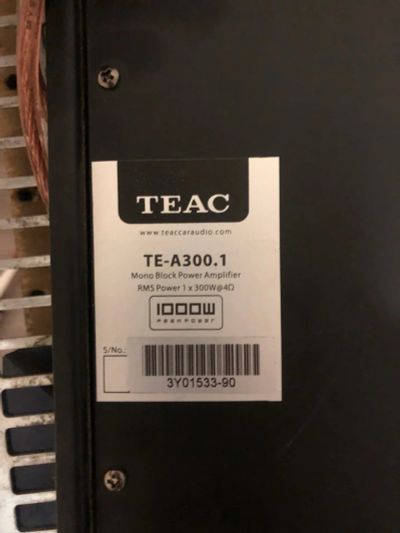 TEAC
www.teaccaraudio.com
TE-A300.1
Mono Block Power Amplifier
RMS Power 1 x 300W@4Ω
1000W
PEAKPOWER
S/No.:
3Y01533-90